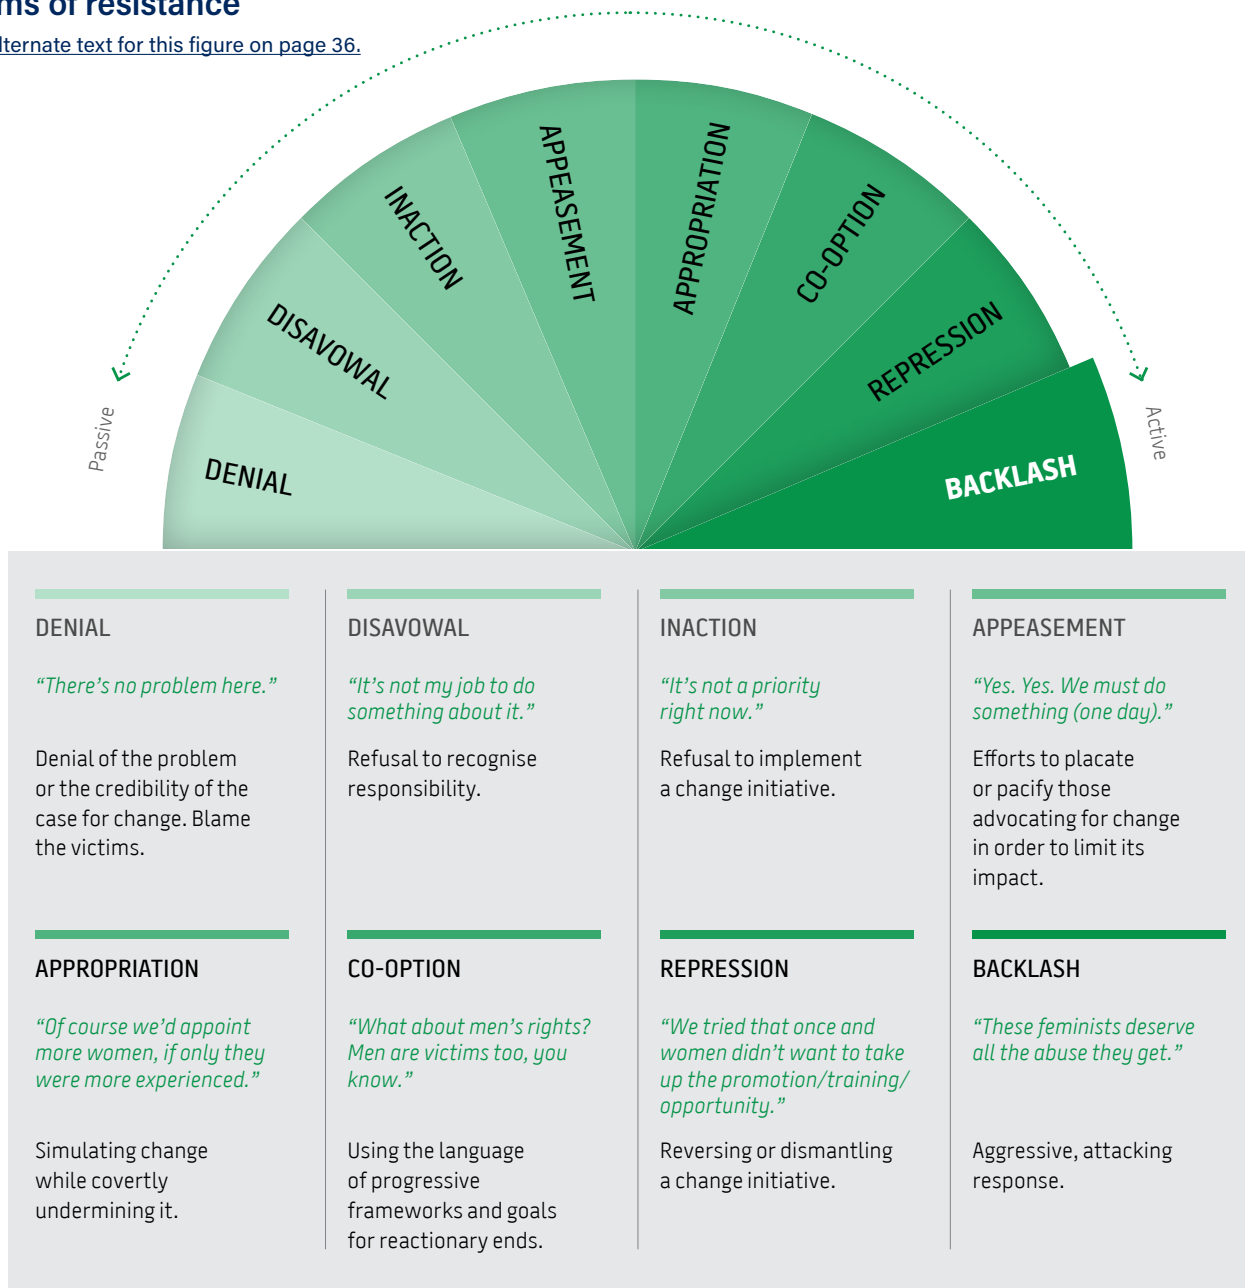 ms of resistance
lternate text for this figure on page 36.
Passive
DENIAL
DISAVOWAL
INACTION
APPEASEMENT
APPROPRIATION
CO-OPTION
REPRESSION
BACKLASH
Active
DENIAL
“There’s no problem here.”
Denial of the problem
or the credibility of the
case for change. Blame
the victims.
DISAVOWAL
“It’s not my job to do
something about it.”
Refusal to recognise
responsibility.
INACTION
“It’s not a priority
right now.”
Refusal to implement
a change initiative.
APPEASEMENT
“Yes. Yes. We must do
something (one day).”
Efforts to placate
or pacify those
advocating for change
in order to limit its
impact.
APPROPRIATION
“Of course we’d appoint
more women, if only they
were more experienced.”
Simulating change
while covertly
undermining it.
CO-OPTION
“What about men’s rights?
Men are victims too, you
know.”
Using the language
of progressive
frameworks and goals
for reactionary ends.
REPRESSION
“We tried that once and
women didn’t want to take
up the promotion/training/
opportunity.”
Reversing or dismantling
a change initiative.
BACKLASH
“These feminists deserve
all the abuse they get.”
Aggressive, attacking
response.